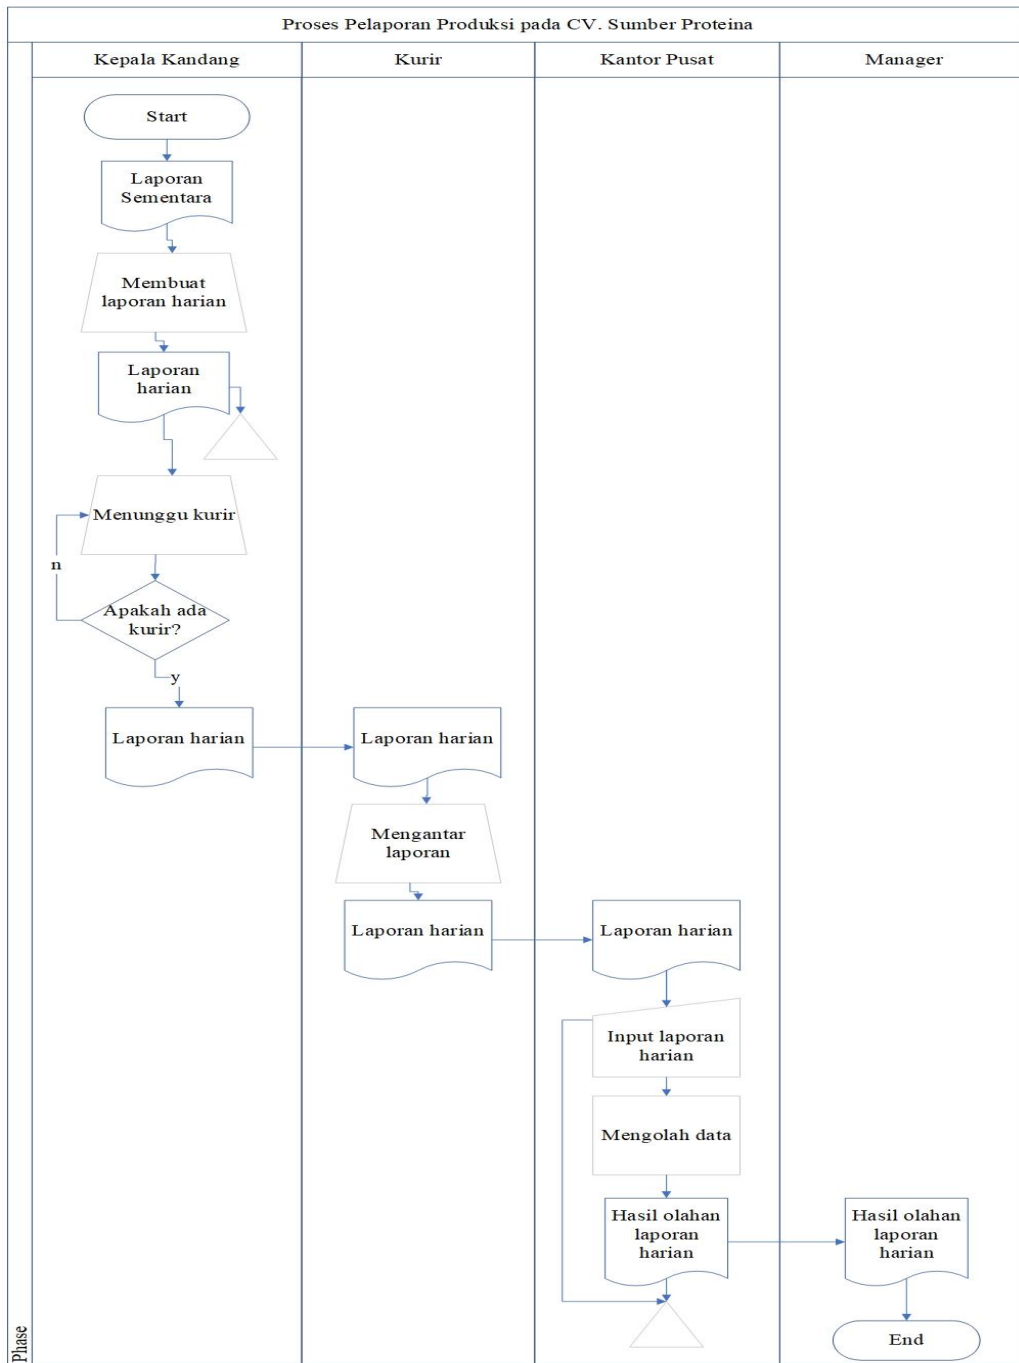 Proses Pelaporan Produksi pada CV. Sumber Proteina
Kepala Kandang
Kurir
Kantor Pusat
Manager
Start
Laporan
Sementara
Membuat
laporan harian
Laporan
harian
Menunggu kurir
n
Apakah ada
kurir?
y
Laporan harian
Laporan harian
Mengantar
laporan
Laporan harian
Laporan harian
Input laporan
harian
Mengolah data
Hasil olahan
laporan
harian
Hasil olahan
laporan
harian
End
Phase